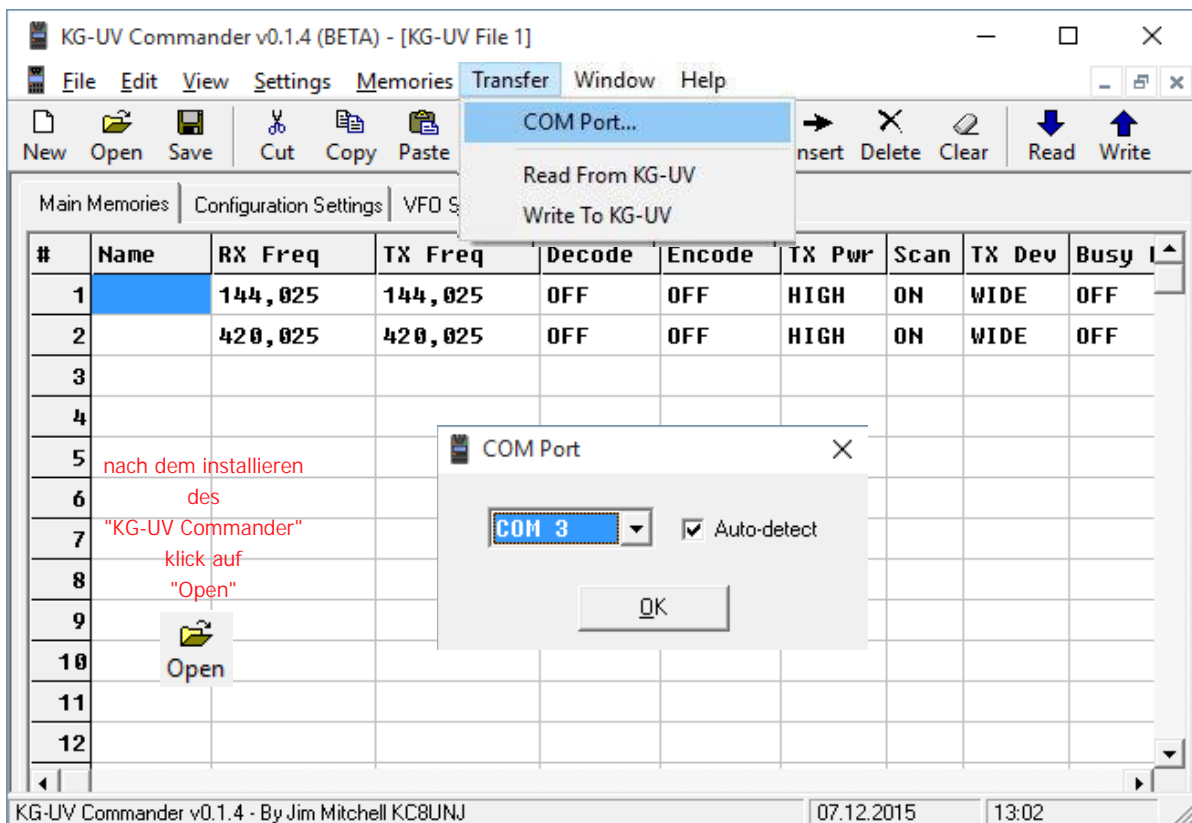 KG-UV Commander v0.1.4 (BETA) - [KG-UV File 1]
File Edit View Settings Memories Transfer Window Help
COM Port...
Read From KG-UV
Write To KG-UV
New Open Save Cut Copy Paste nsert Delete Clear Read Write
Main Memories Configuration Settings VFO S
# Name RX Freq TX Freq Decode Encode TX Pwr Scan TX Dev Busy
1 144,025 144,025 OFF OFF HIGH ON WIDE OFF
2 420,025 420,025 OFF OFF HIGH ON WIDE OFF
3
4
5
6
7
8
9
10
11
12
nach dem installieren
des
"KG-UV Commander"
klick auf
"Open"
Open
COM Port
COM 3 Auto-detect
OK
KG-UV Commander v0.1.4 - By Jim Mitchell KC8UNJ 07.12.2015 13:02